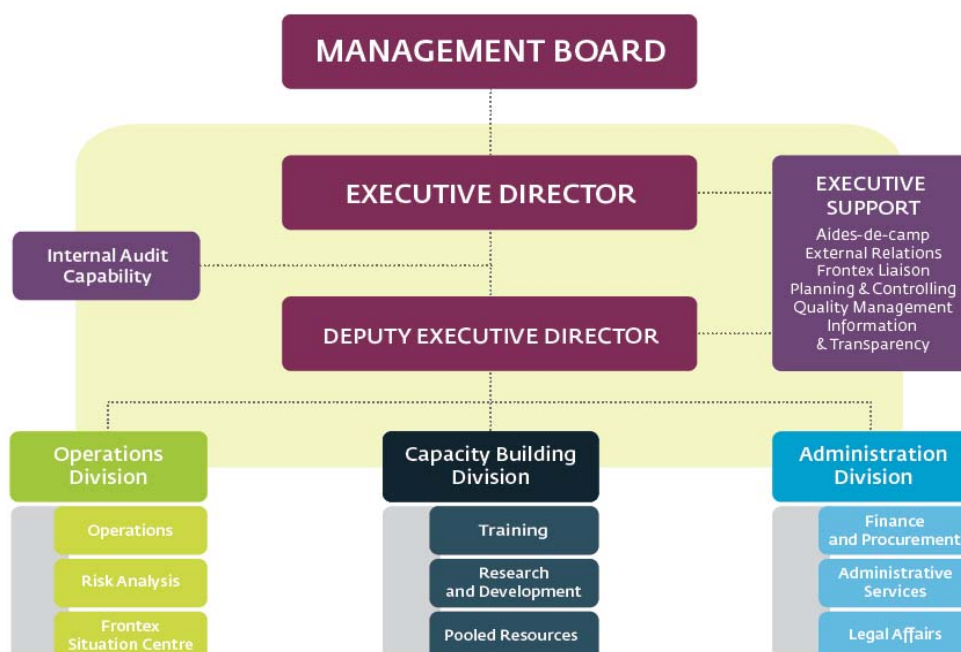 MANAGEMENT BOARD
EXECUTIVE DIRECTOR
EXECUTIVE
SUPPORT
Aides-de-camp
External Relations
Frontex Liaison
Planning & Controlling
Quality Management
Information
& Transparency
Internal Audit
Capability
DEPUTY EXECUTIVE DIRECTOR
Operations
Division
Operations
Risk Analysis
Frontex
Situation Centre
Capacity Building
Division
Training
Research
and Development
Pooled Resources
Administration
Division
Finance
and Procurement
Administrative
Services
Legal Affairs